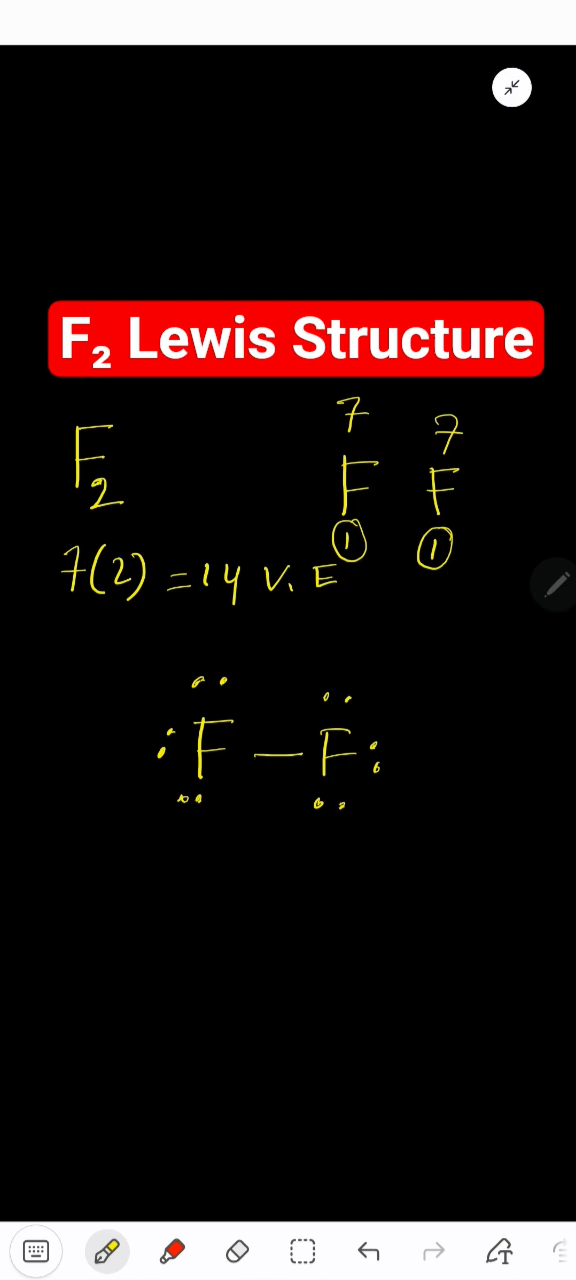 F₂ Lewis Structure
7 7
F₂ F F
① ①
7(2) = 14 V. E
:F – F: